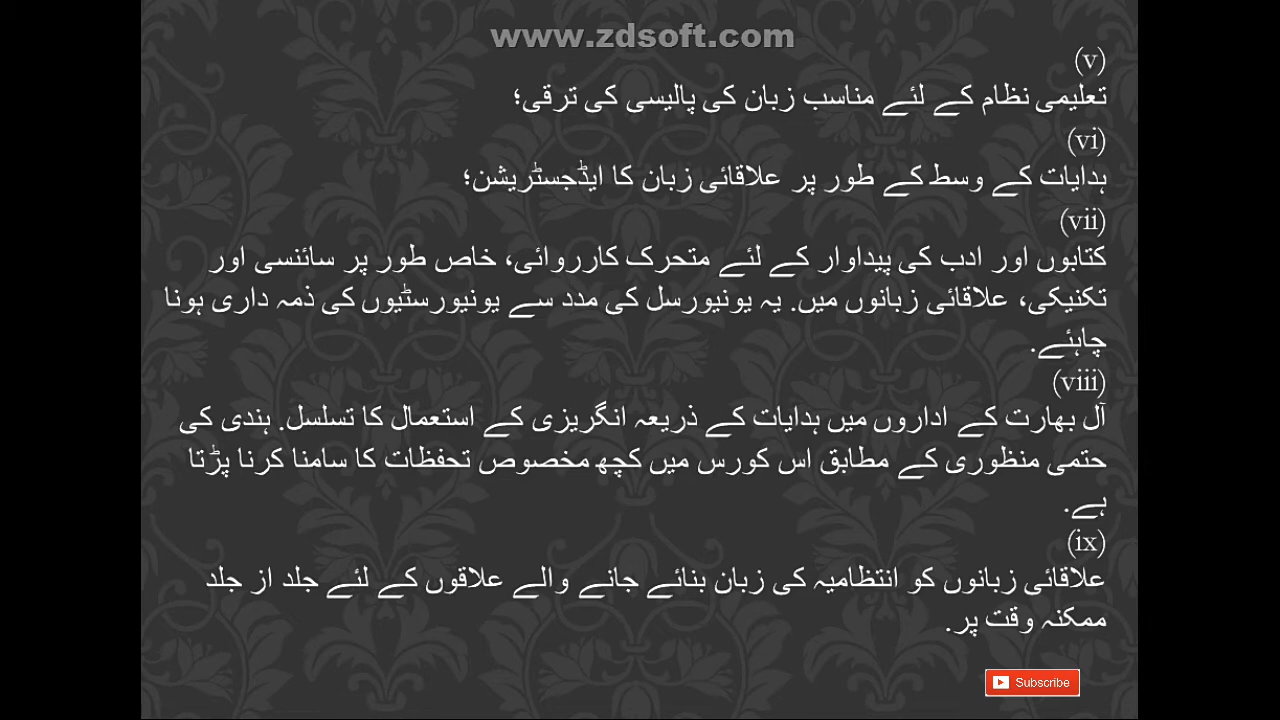 www.zdsoft.com
(v)
تعلیمی نظام کے لئے مناسب زبان کی پالیسی کی ترقی؛
(vi)
ہدایات کے وسط کے طور پر علاقائی زبان کا ایڈجسٹریشن؛
(vii)
کتابوں اور ادب کی پیداوار کے لئے متحرک کارروائی، خاص طور پر سائنسی اور
تکنیکی، علاقائی زبانوں میں. یہ یونیورسل کی مدد سے یونیورسٹیوں کی ذمہ داری ہونا
چاہئے.
(viii)
آل بھارت کے اداروں میں ہدایات کے ذریعہ انگریزی کے استعمال کا تسلسل. ہندی کی
حتمی منظوری کے مطابق اس کورس میں کچھ مخصوص تحفظات کا سامنا کرنا پڑتا
ہے.
(ix)
علاقائی زبانوں کو انتظامیہ کی زبان بنائے جانے والے علاقوں کے لئے جلد از جلد
ممکنہ وقت پر.
Subscribe